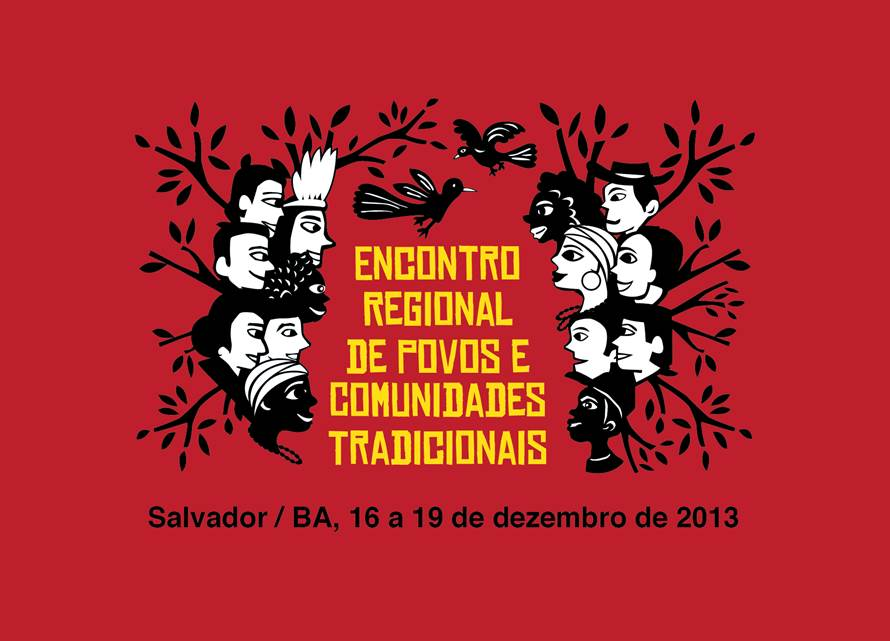 ENCONTRO
REGIONAL
DE POVOS E
COMUNIDADES
TRADICIONAIS
Salvador / BA, 16 a 19 de dezembro de 2013